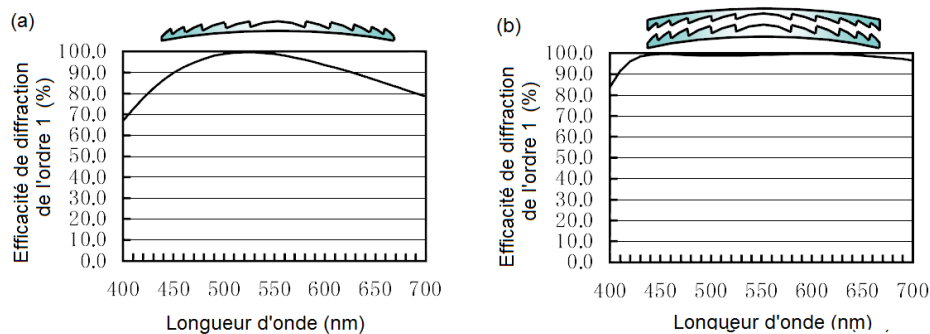 (a)
Efficacité de diffraction
de l'ordre 1 (%)
100.0
90.0
80.0
70.0
60.0
50.0
40.0
30.0
20.0
10.0
0.0
400 450 500 550 600 650 700
Longueur d'onde (nm)
(b)
Efficacité de diffraction
de l'ordre 1 (%)
100.0
90.0
80.0
70.0
60.0
50.0
40.0
30.0
20.0
10.0
0.0
400 450 500 550 600 650 700
Longueur d'onde (nm)